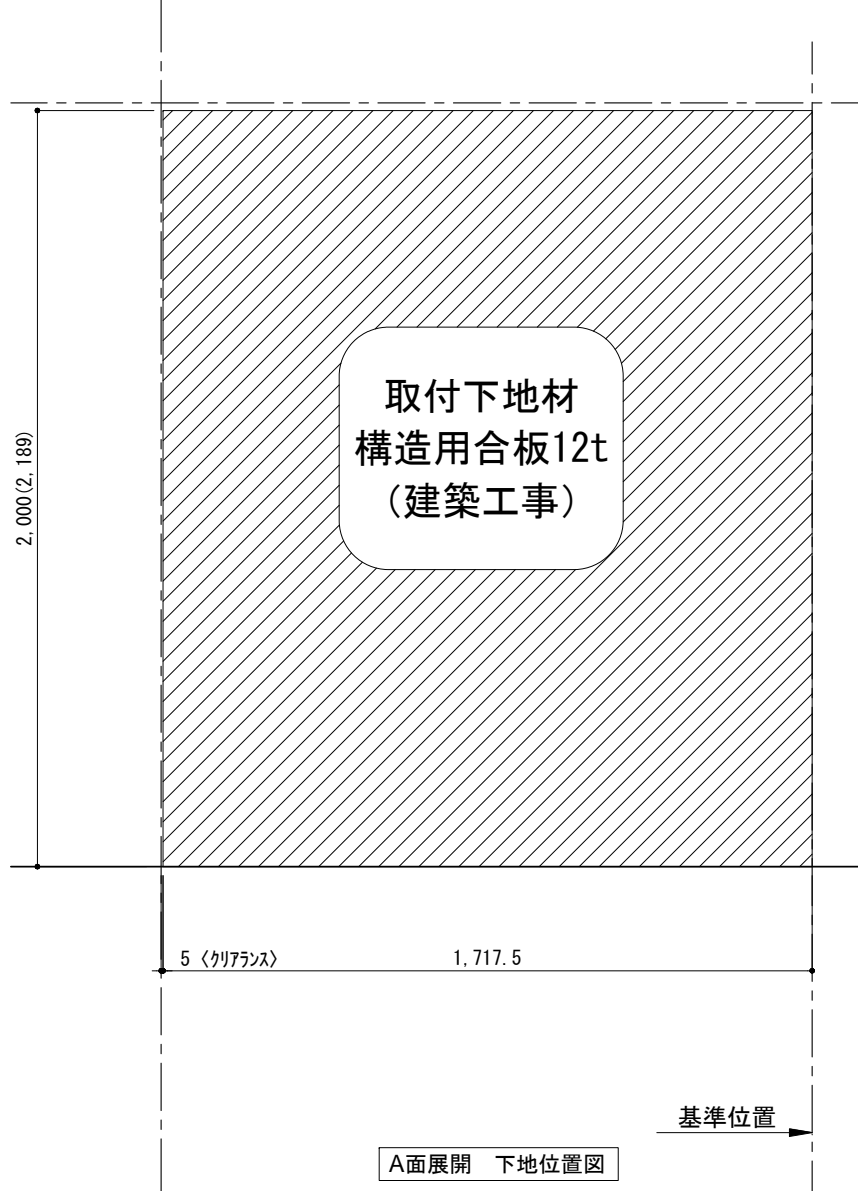 取付下地材
構造用合板12t
(建築工事)
2,000(2,189)
5 〈クリアランス〉
1,717.5
基準位置
A面展開 下地位置図